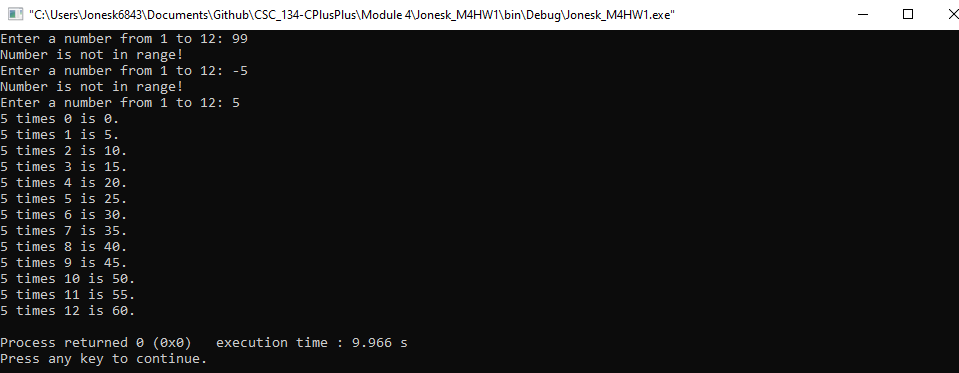 "C:\Users\Jonesk6843\Documents\Github\CSC_134-CPlusPlus\Module 4\Jonesk_M4HW1\bin\Debug\Jonesk_M4HW1.exe"
Enter a number from 1 to 12: 99
Number is not in range!
Enter a number from 1 to 12: -5
Number is not in range!
Enter a number from 1 to 12: 5
5 times 0 is 0.
5 times 1 is 5.
5 times 2 is 10.
5 times 3 is 15.
5 times 4 is 20.
5 times 5 is 25.
5 times 6 is 30.
5 times 7 is 35.
5 times 8 is 40.
5 times 9 is 45.
5 times 10 is 50.
5 times 11 is 55.
5 times 12 is 60.

Process returned 0 (0x0)   execution time : 9.966 s
Press any key to continue.